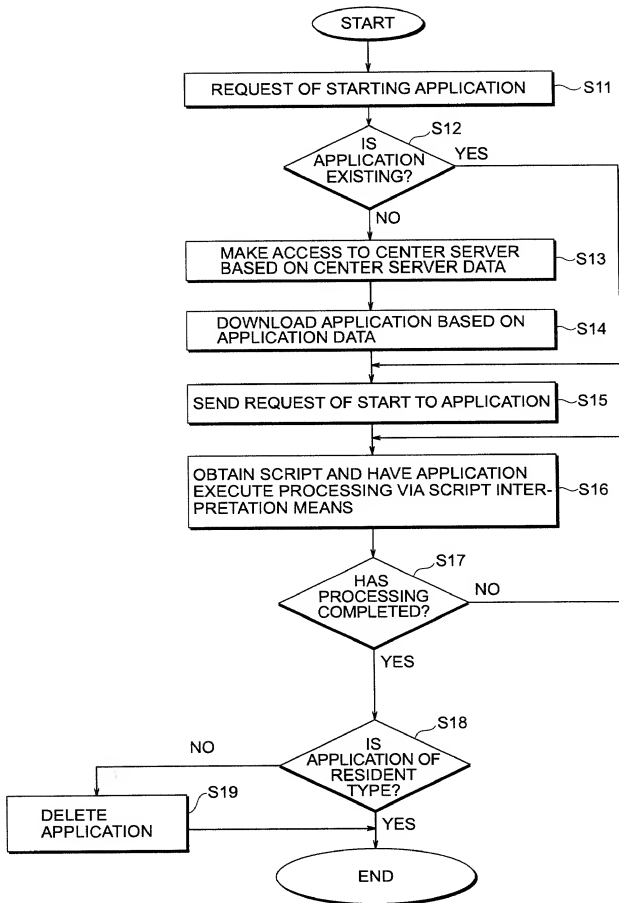 START
REQUEST OF STARTING APPLICATION
S11
S12
IS
APPLICATION
EXISTING?
YES
NO
MAKE ACCESS TO CENTER SERVER
BASED ON CENTER SERVER DATA
S13
DOWNLOAD APPLICATION BASED ON
APPLICATION DATA
S14
SEND REQUEST OF START TO APPLICATION
S15
OBTAIN SCRIPT AND HAVE APPLICATION
EXECUTE PROCESSING VIA SCRIPT INTER-
PRETATION MEANS
S16
S17
HAS
PROCESSING
COMPLETED?
NO
YES
S18
IS
APPLICATION OF
RESIDENT
TYPE?
NO
YES
S19
DELETE
APPLICATION
END